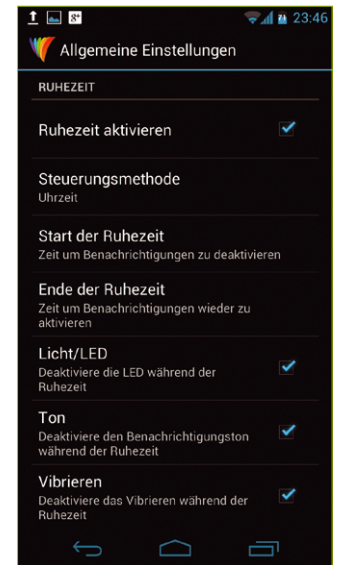 23:46
Allgemeine Einstellungen
RUHEZEIT
Ruhezeit aktivieren
Steuerungsmethode
Uhrzeit
Start der Ruhezeit
Zeit um Benachrichtigungen zu deaktivieren
Ende der Ruhezeit
Zeit um Benachrichtigungen wieder zu
aktivieren
Licht/LED
Deaktiviere die LED während der
Ruhezeit
Ton
Deaktiviere den Benachrichtigungston
während der Ruhezeit
Vibrieren
Deaktiviere das Vibrieren während der
Ruhezeit